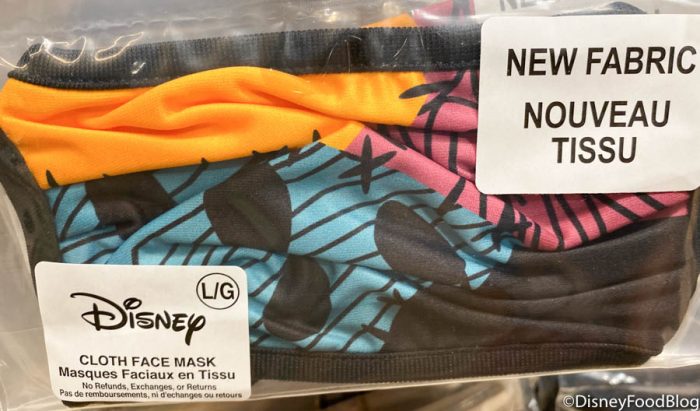 NEW FABRIC
NOUVEAU
TISSU
L/G
Disney
CLOTH FACE MASK
Masques Faciaux en Tissu
No Refunds, Exchanges, or Returns
Pas de remboursements, ni d'échanges ou retours
©DisneyFoodBlog